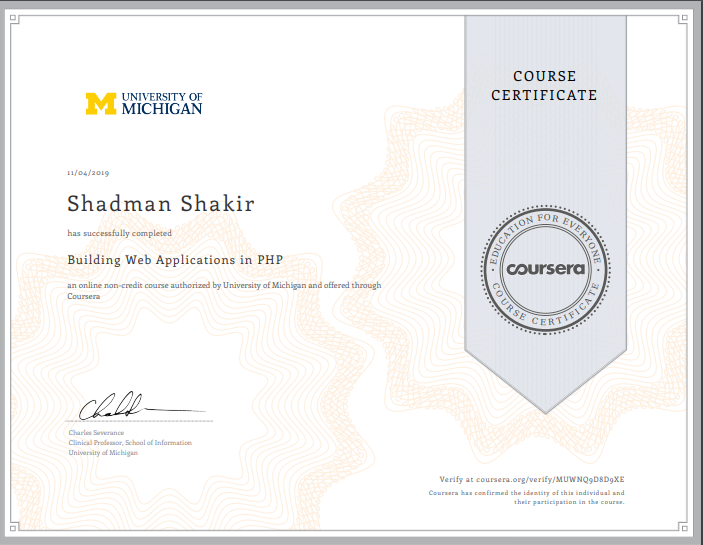 UNIVERSITY OF
MICHIGAN
COURSE
CERTIFICATE
11/04/2019
Shadman Shakir
has successfully completed
Building Web Applications in PHP
an online non-credit course authorized by University of Michigan and offered through
Coursera
EDUCATION FOR EVERYONE
coursera
COURSE CERTIFICATE
Charles Severance
Clinical Professor, School of Information
University of Michigan
Verify at coursera.org/verify/MUWNQ9D8D9XE
Coursera has confirmed the identity of this individual and
their participation in the course.